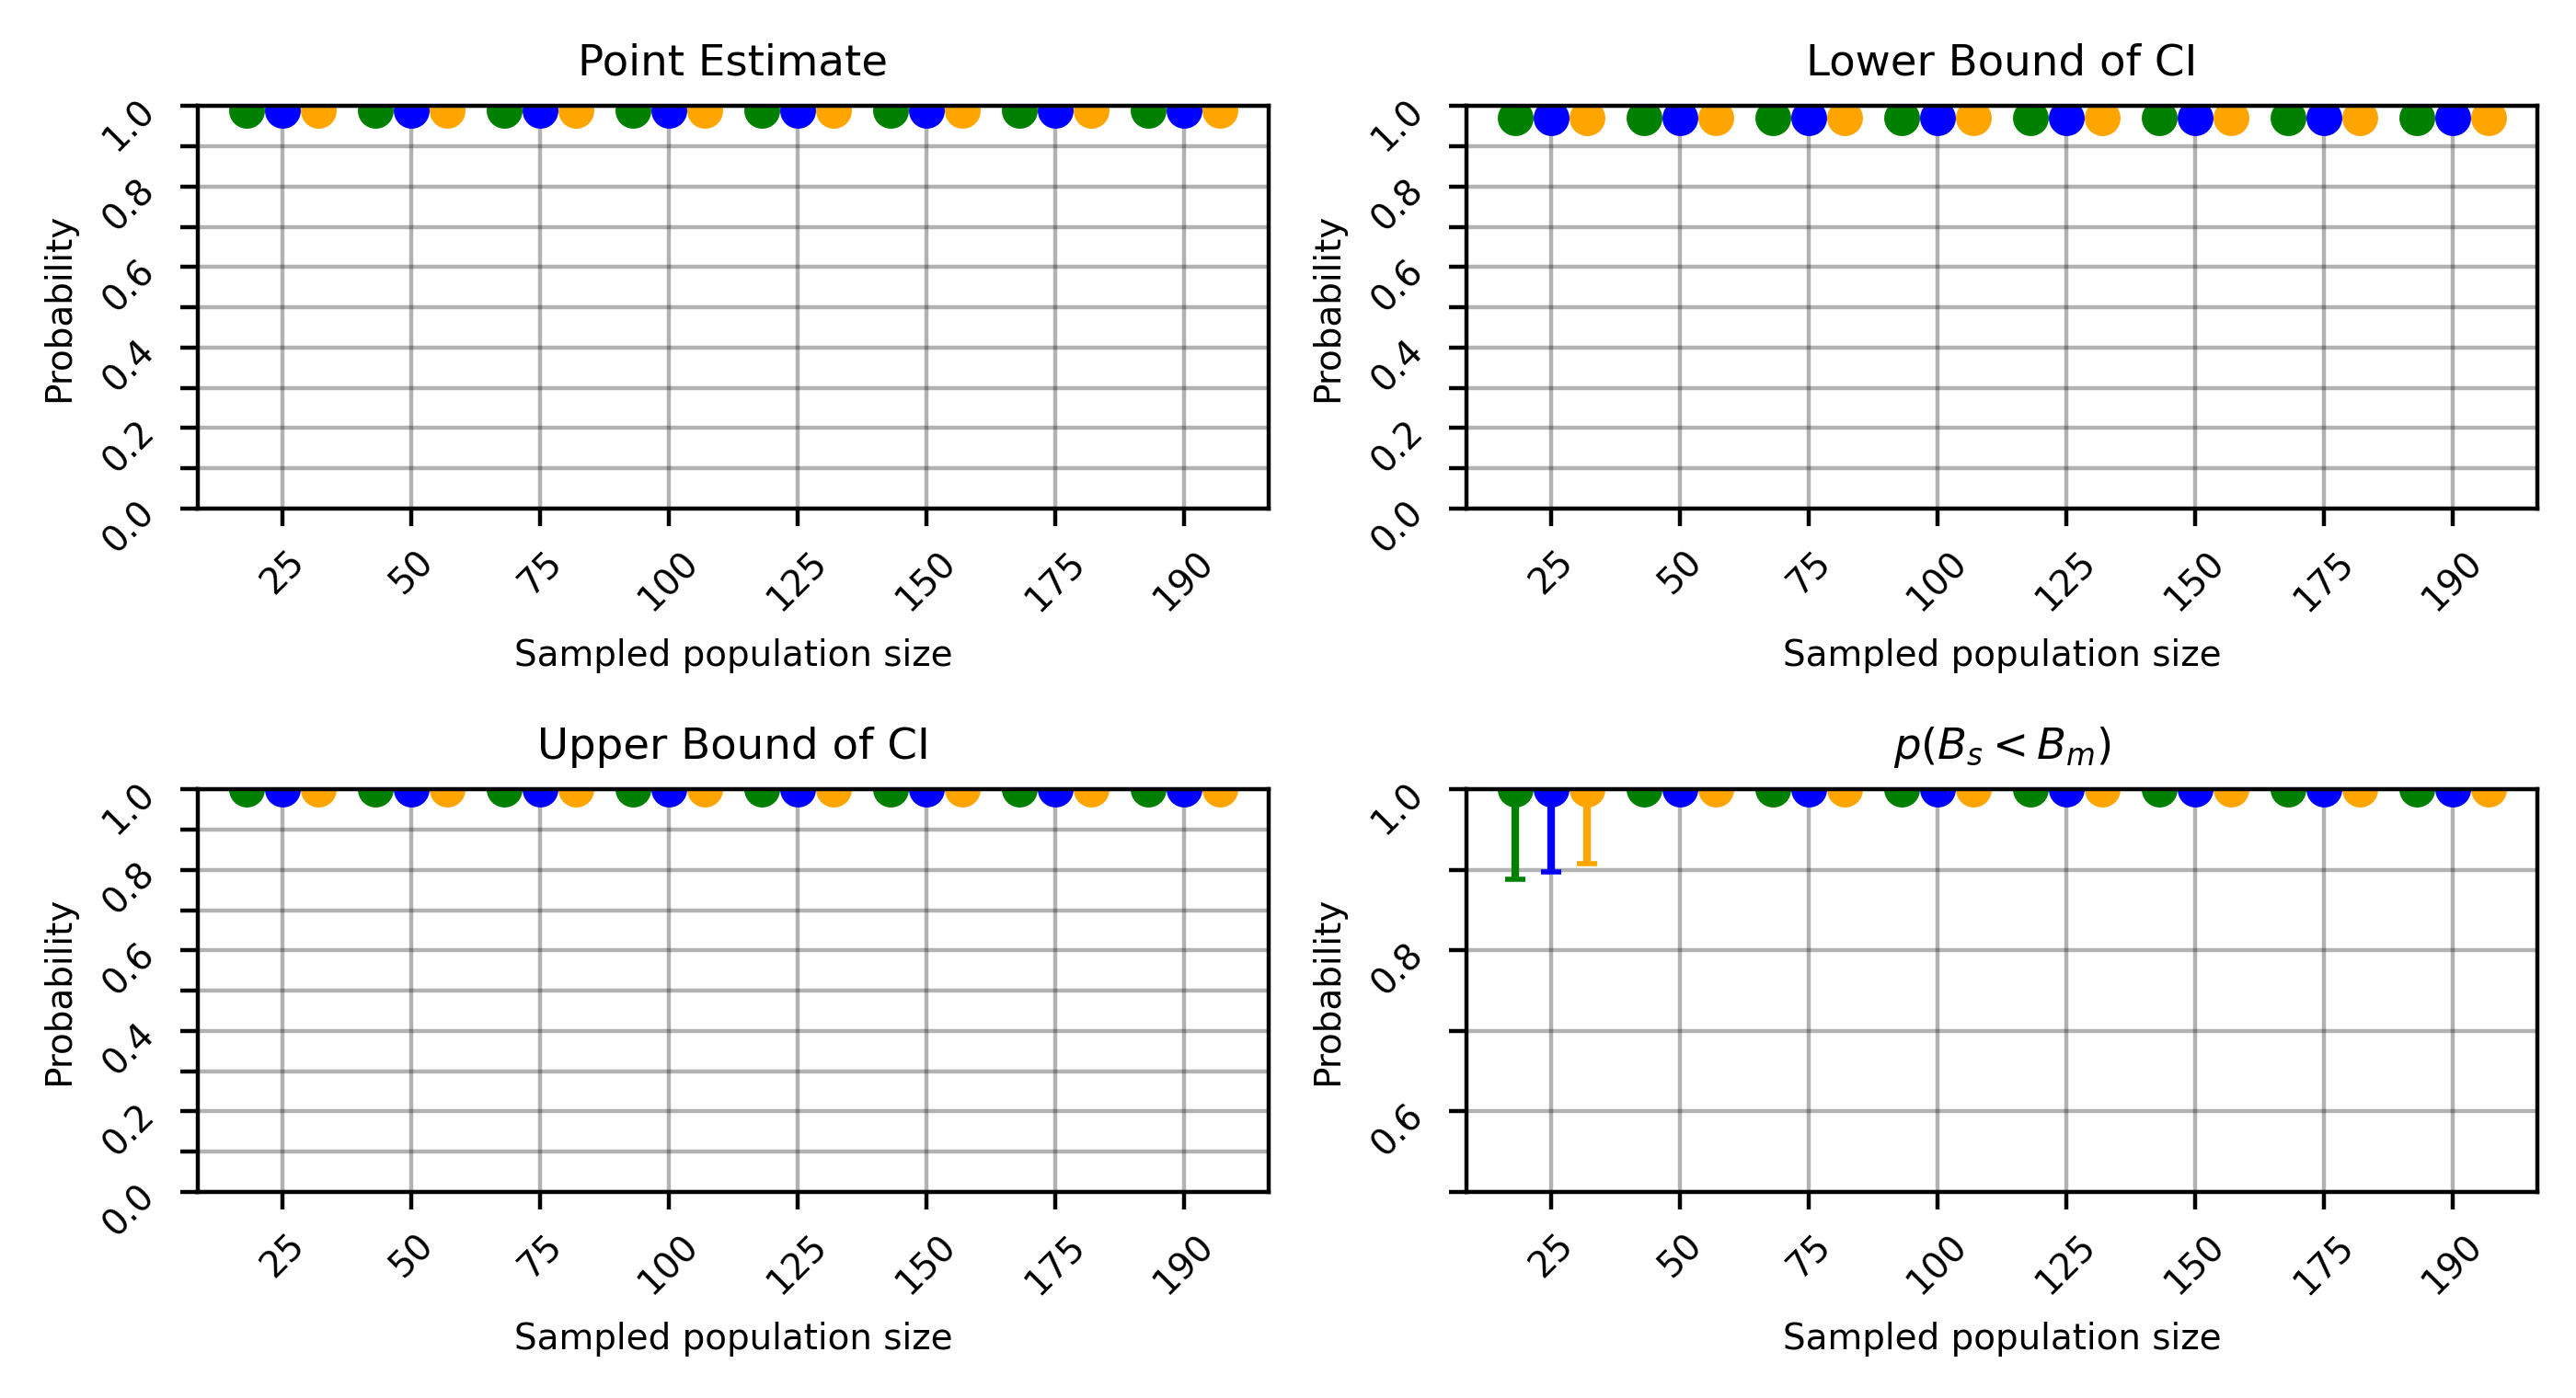 Point Estimate
Probability
1.0
0.8
0.6
0.4
0.2
0.0
25 50 75 100 125 150 175 190
Sampled population size
Lower Bound of CI
Probability
1.0
0.8
0.6
0.4
0.2
0.0
25 50 75 100 125 150 175 190
Sampled population size
Upper Bound of CI
Probability
1.0
0.8
0.6
0.4
0.2
0.0
25 50 75 100 125 150 175 190
Sampled population size
p(B_s < B_m)
Probability
1.0
0.8
0.6
25 50 75 100 125 150 175 190
Sampled population size